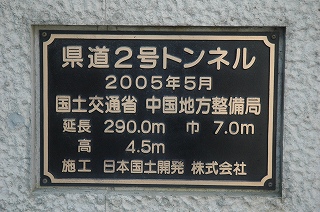 県道2号トンネル
2005年5月
国土交通省 中国地方整備局
延長 290.0m 巾 7.0m
高 4.5m
施工 日本国土開発 株式会社